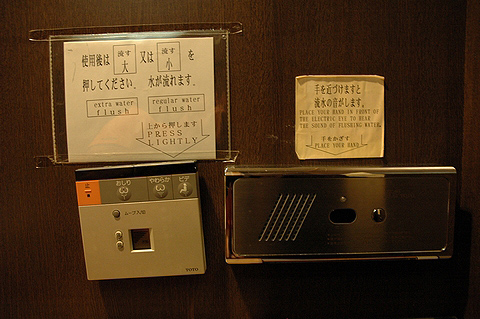 使用後は 流す 大 又は 流す 小 を
押してください。 水が流れます。
extra water
flush
regular water
flush
上から押します
PRESS
LIGHTLY
手を近づけますと
流水の音がします。
PLACE YOUR HAND IN FRONT OF
THE ELECTRIC EYE TO HEAR
THE SOUND OF FLUSHING WATER.
手をかざす
PLACE YOUR HAND
止 おしり やわらか ビデ
TOTO